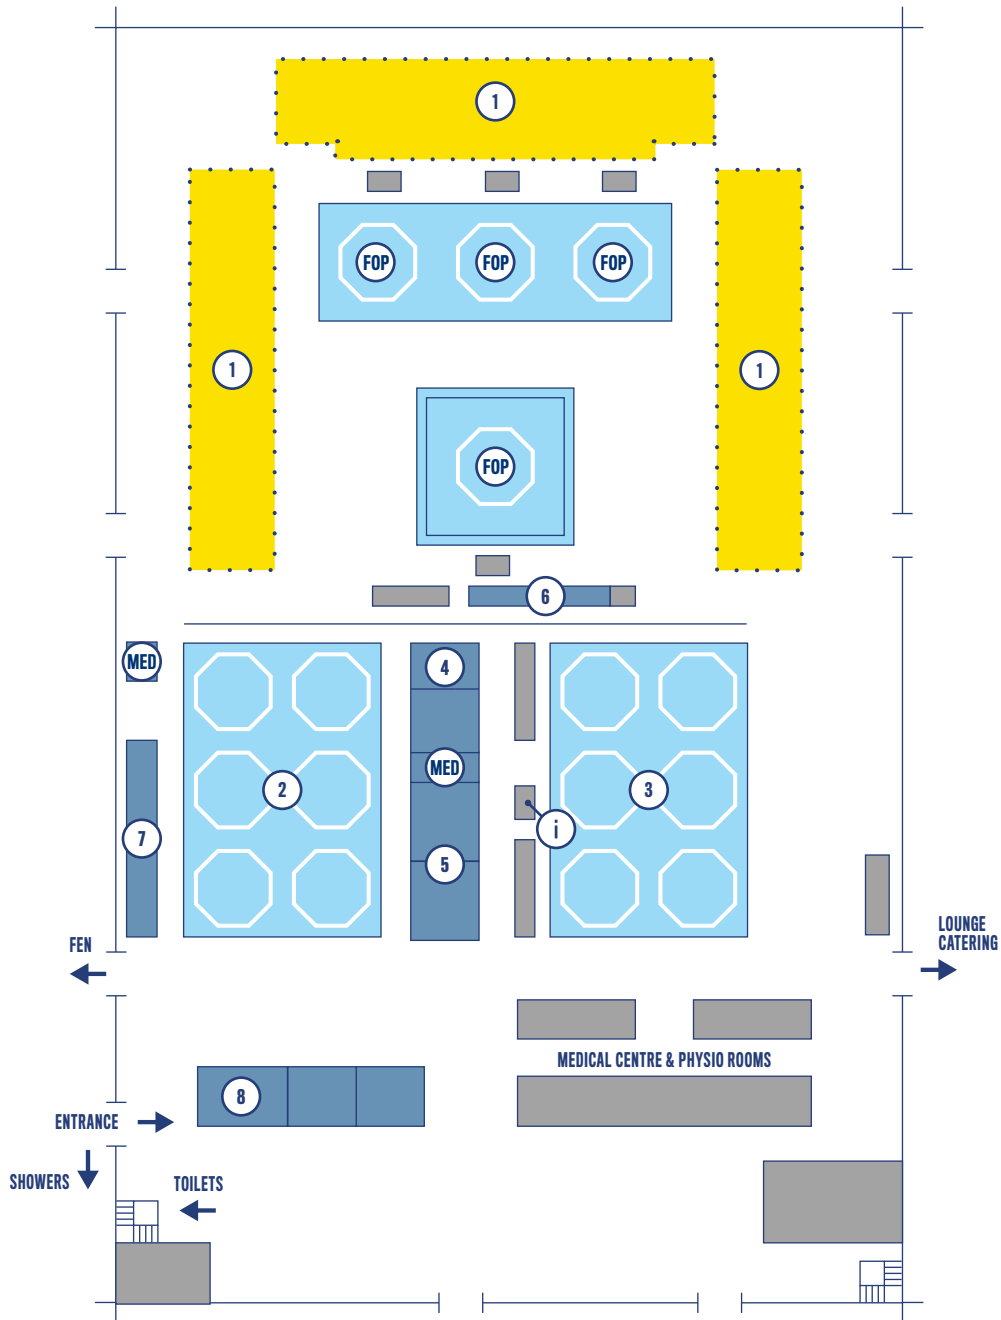 1
FOP
FOP
FOP
1
1
FOP
6
MED
4
MED
2
3
i
7
5
FEN
LOUNGE
CATERING
MEDICAL CENTRE & PHYSIO ROOMS
8
ENTRANCE
SHOWERS
TOILETS